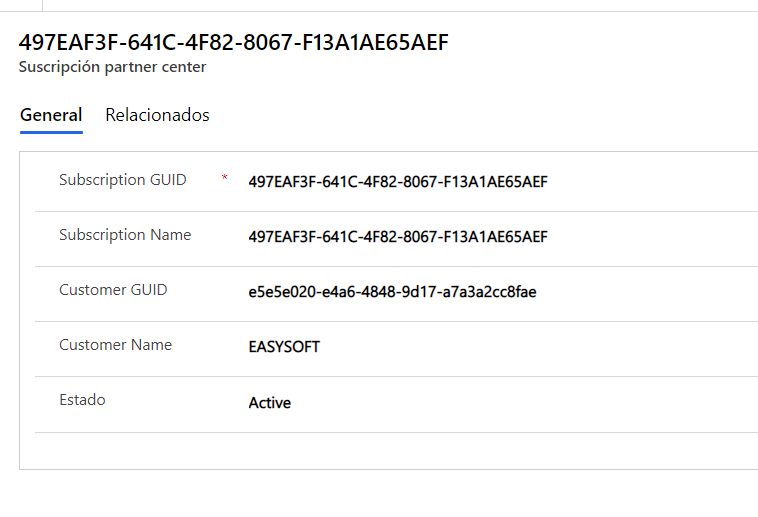 497EAF3F-641C-4F82-8067-F13A1AE65AEF
Suscripción partner center
General Relacionados
Subscription GUID * 497EAF3F-641C-4F82-8067-F13A1AE65AEF
Subscription Name 497EAF3F-641C-4F82-8067-F13A1AE65AEF
Customer GUID e5e5e020-e4a6-4848-9d17-a7a3a2cc8fae
Customer Name EASYSOFT
Estado Active